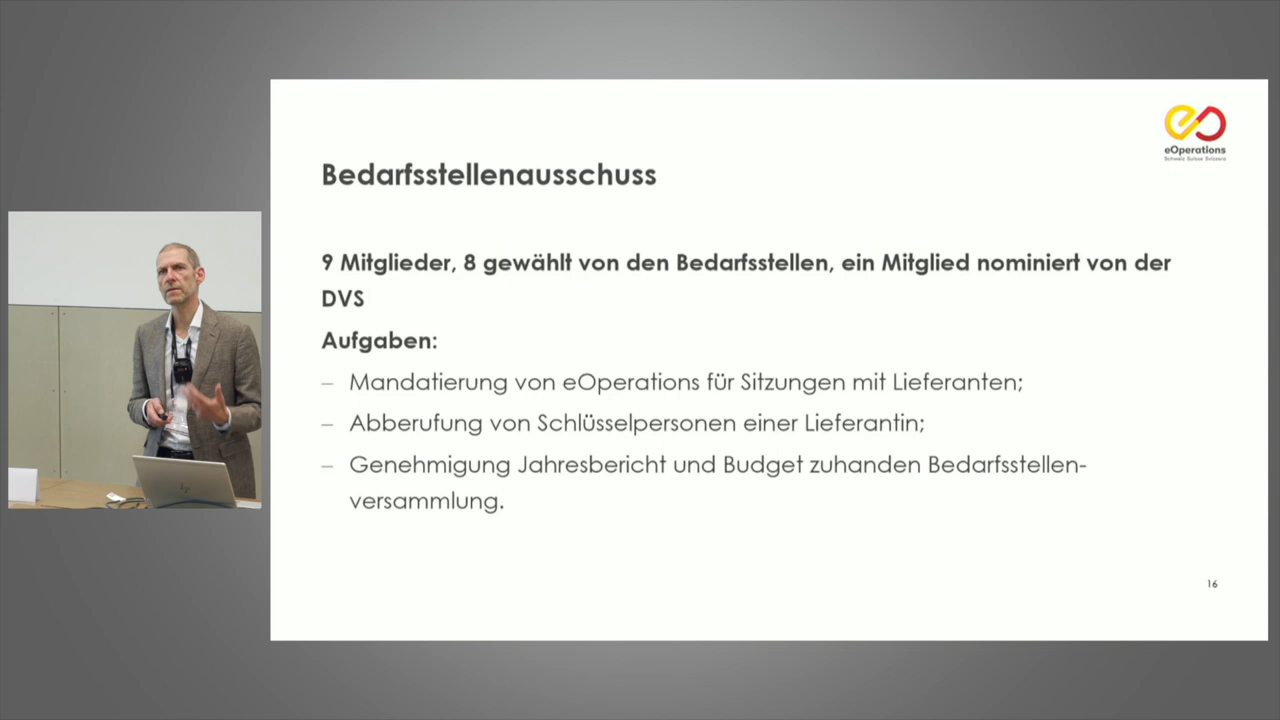 eOperations
Schweiz Suisse Svizzera
Bedarfsstellenausschuss
9 Mitglieder, 8 gewählt von den Bedarfsstellen, ein Mitglied nominiert von der
DVS
Aufgaben:
– Mandatierung von eOperations für Sitzungen mit Lieferanten;
– Abberufung von Schlüsselpersonen einer Lieferantin;
– Genehmigung Jahresbericht und Budget zuhanden Bedarfsstellen-
versammlung.
16